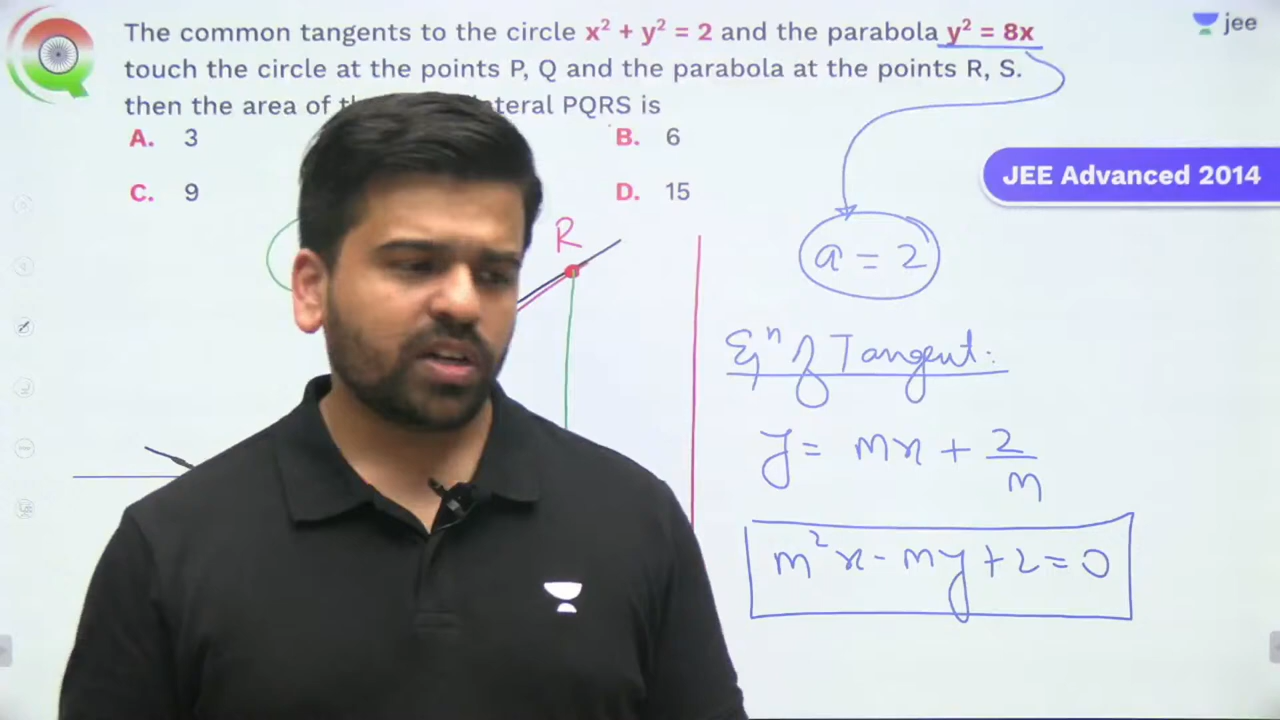 The common tangents to the circle x² + y² = 2 and the parabola y² = 8x
touch the circle at the points P, Q and the parabola at the points R, S.
then the area of lateral PQRS is
A. 3
B. 6
C. 9
D. 15
jee
JEE Advanced 2014
R
a = 2
Eqⁿ of Tangent:
y = mx + 2/m
m²x - my + 2 = 0